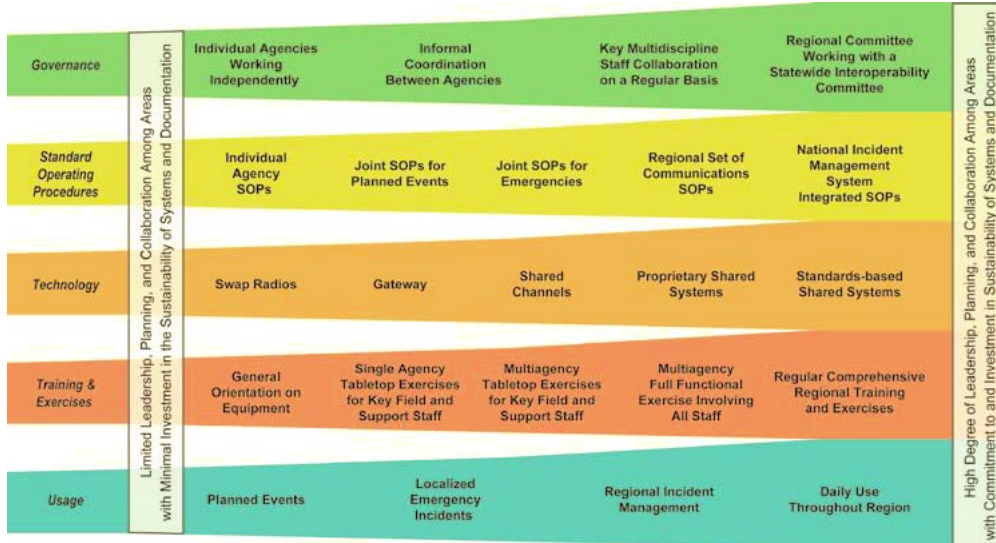 Limited Leadership, Planning, and Collaboration Among Areas
with Minimal Investment in the Sustainability of Systems and Documentation
Governance
Individual Agencies
Working
Independently
Informal
Coordination
Between Agencies
Key Multidiscipline
Staff Collaboration
on a Regular Basis
Regional Committee
Working with a
Statewide Interoperability
Committee
Standard
Operating
Procedures
Individual
Agency
SOPs
Joint SOPs for
Planned Events
Joint SOPs for
Emergencies
Regional Set of
Communications
SOPs
National Incident
Management
System
Integrated SOPs
Technology
Swap Radios
Gateway
Shared
Channels
Proprietary Shared
Systems
Standards-based
Shared Systems
Training &
Exercises
General
Orientation on
Equipment
Single Agency
Tabletop Exercises
for Key Field and
Support Staff
Multiagency
Tabletop Exercises
for Key Field and
Support Staff
Multiagency
Full Functional
Exercise Involving
All Staff
Regular Comprehensive
Regional Training
and Exercises
Usage
Planned Events
Localized
Emergency
Incidents
Regional Incident
Management
Daily Use
Throughout Region
High Degree of Leadership, Planning, and Collaboration Among Areas
with Commitment to and Investment in Sustainability of Systems and Documentation